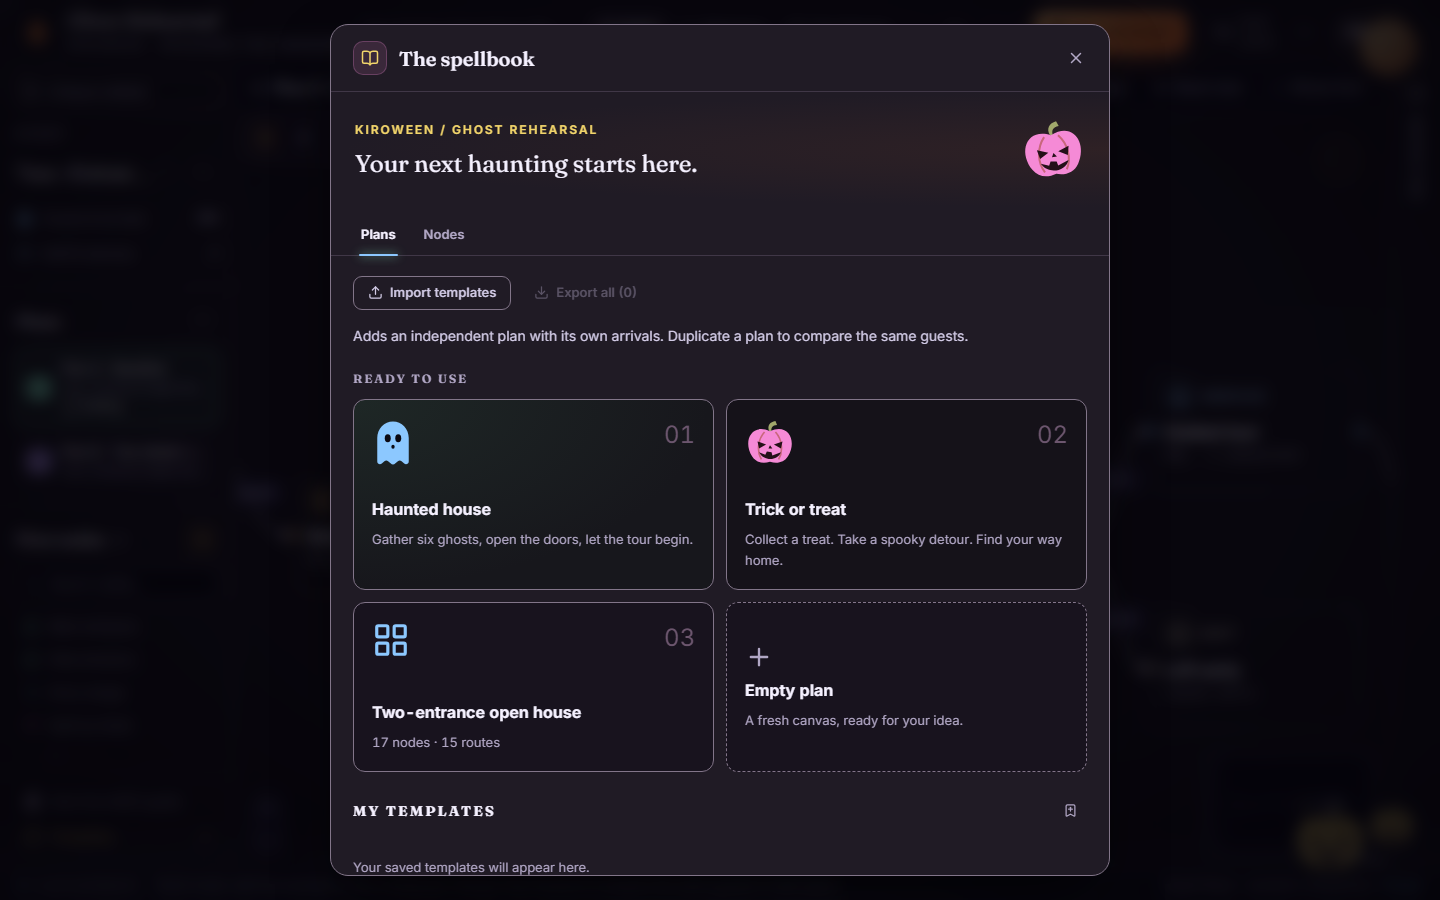 The spellbook
KIROWEEN / GHOST REHEARSAL
Your next haunting starts here.
Plans
Nodes
Import templates
Export all (0)
Adds an independent plan with its own arrivals. Duplicate a plan to compare the same guests.
READY TO USE
01
Haunted house
Gather six ghosts, open the doors, let the tour begin.
02
Trick or treat
Collect a treat. Take a spooky detour. Find your way
home.
03
Two-entrance open house
17 nodes · 15 routes
Empty plan
A fresh canvas, ready for your idea.
MY TEMPLATES
Your saved templates will appear here.